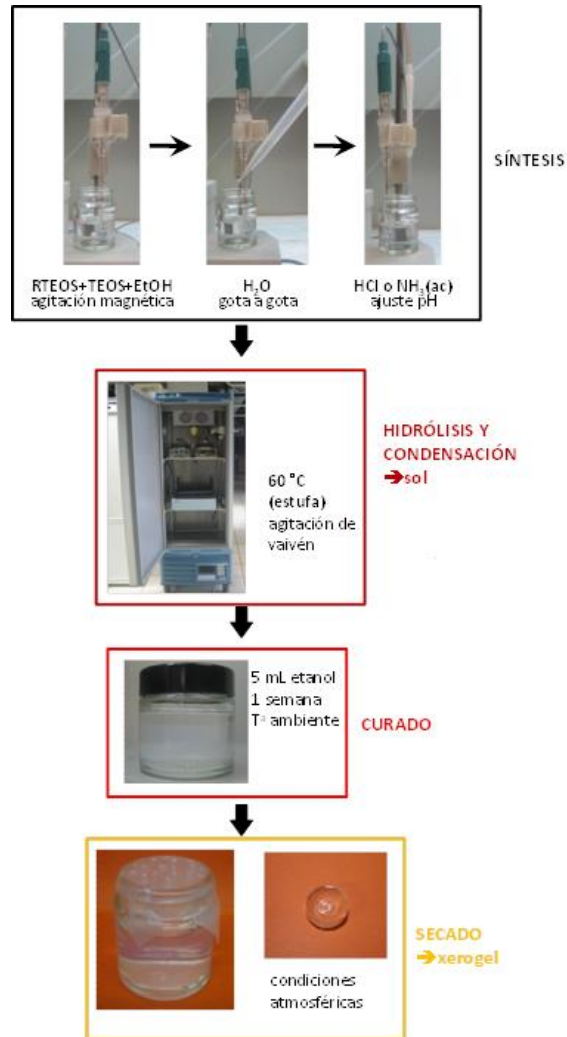 SÍNTESIS
RTEOS+TEOS+EtOH
agitación magnética
H₂O
gota a gota
HCl o NH₃(ac)
ajuste pH
60 °C
(estufa)
agitación de
vaivén
HIDRÓLISIS Y
CONDENSACIÓN
➔sol
5 mL etanol
1 semana
Tª ambiente
CURADO
condiciones
atmosféricas
SECADO
➔xerogel